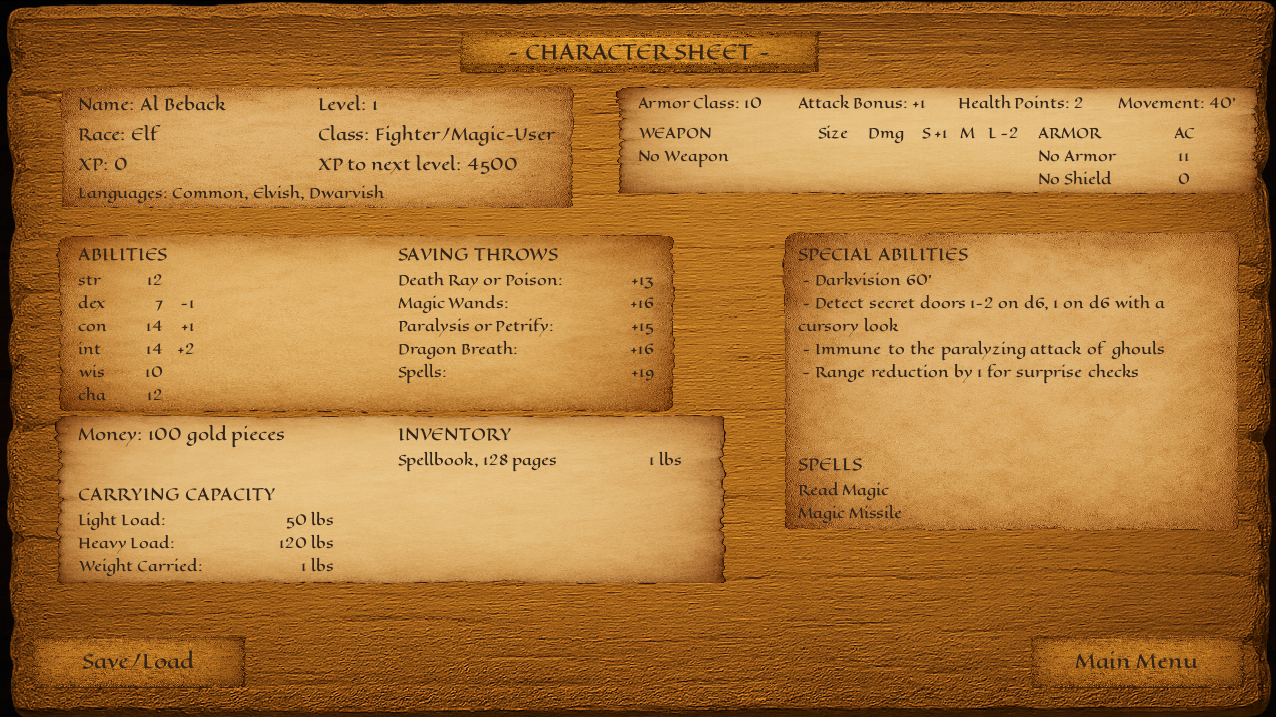 - CHARACTER SHEET -
Name: Al Beback Level: 1
Race: Elf Class: Fighter/Magic-User
XP: 0 XP to next level: 4500
Languages: Common, Elvish, Dwarvish
Armor Class: 10 Attack Bonus: +1 Health Points: 2 Movement: 40'
WEAPON Size Dmg S +1 M L -2 ARMOR AC
No Weapon No Armor 11
No Shield 0
ABILITIES SAVING THROWS
str 12 Death Ray or Poison: +13
dex 7 -1 Magic Wands: +16
con 14 +1 Paralysis or Petrify: +15
int 14 +2 Dragon Breath: +16
wis 10 Spells: +19
cha 12
SPECIAL ABILITIES
- Darkvision 60'
- Detect secret doors 1-2 on d6, 1 on d6 with a
cursory look
- Immune to the paralyzing attack of ghouls
- Range reduction by 1 for surprise checks
SPELLS
Read Magic
Magic Missile
Money: 100 gold pieces INVENTORY
Spellbook, 128 pages 1 lbs
CARRYING CAPACITY
Light Load: 50 lbs
Heavy Load: 120 lbs
Weight Carried: 1 lbs
Save/Load Main Menu